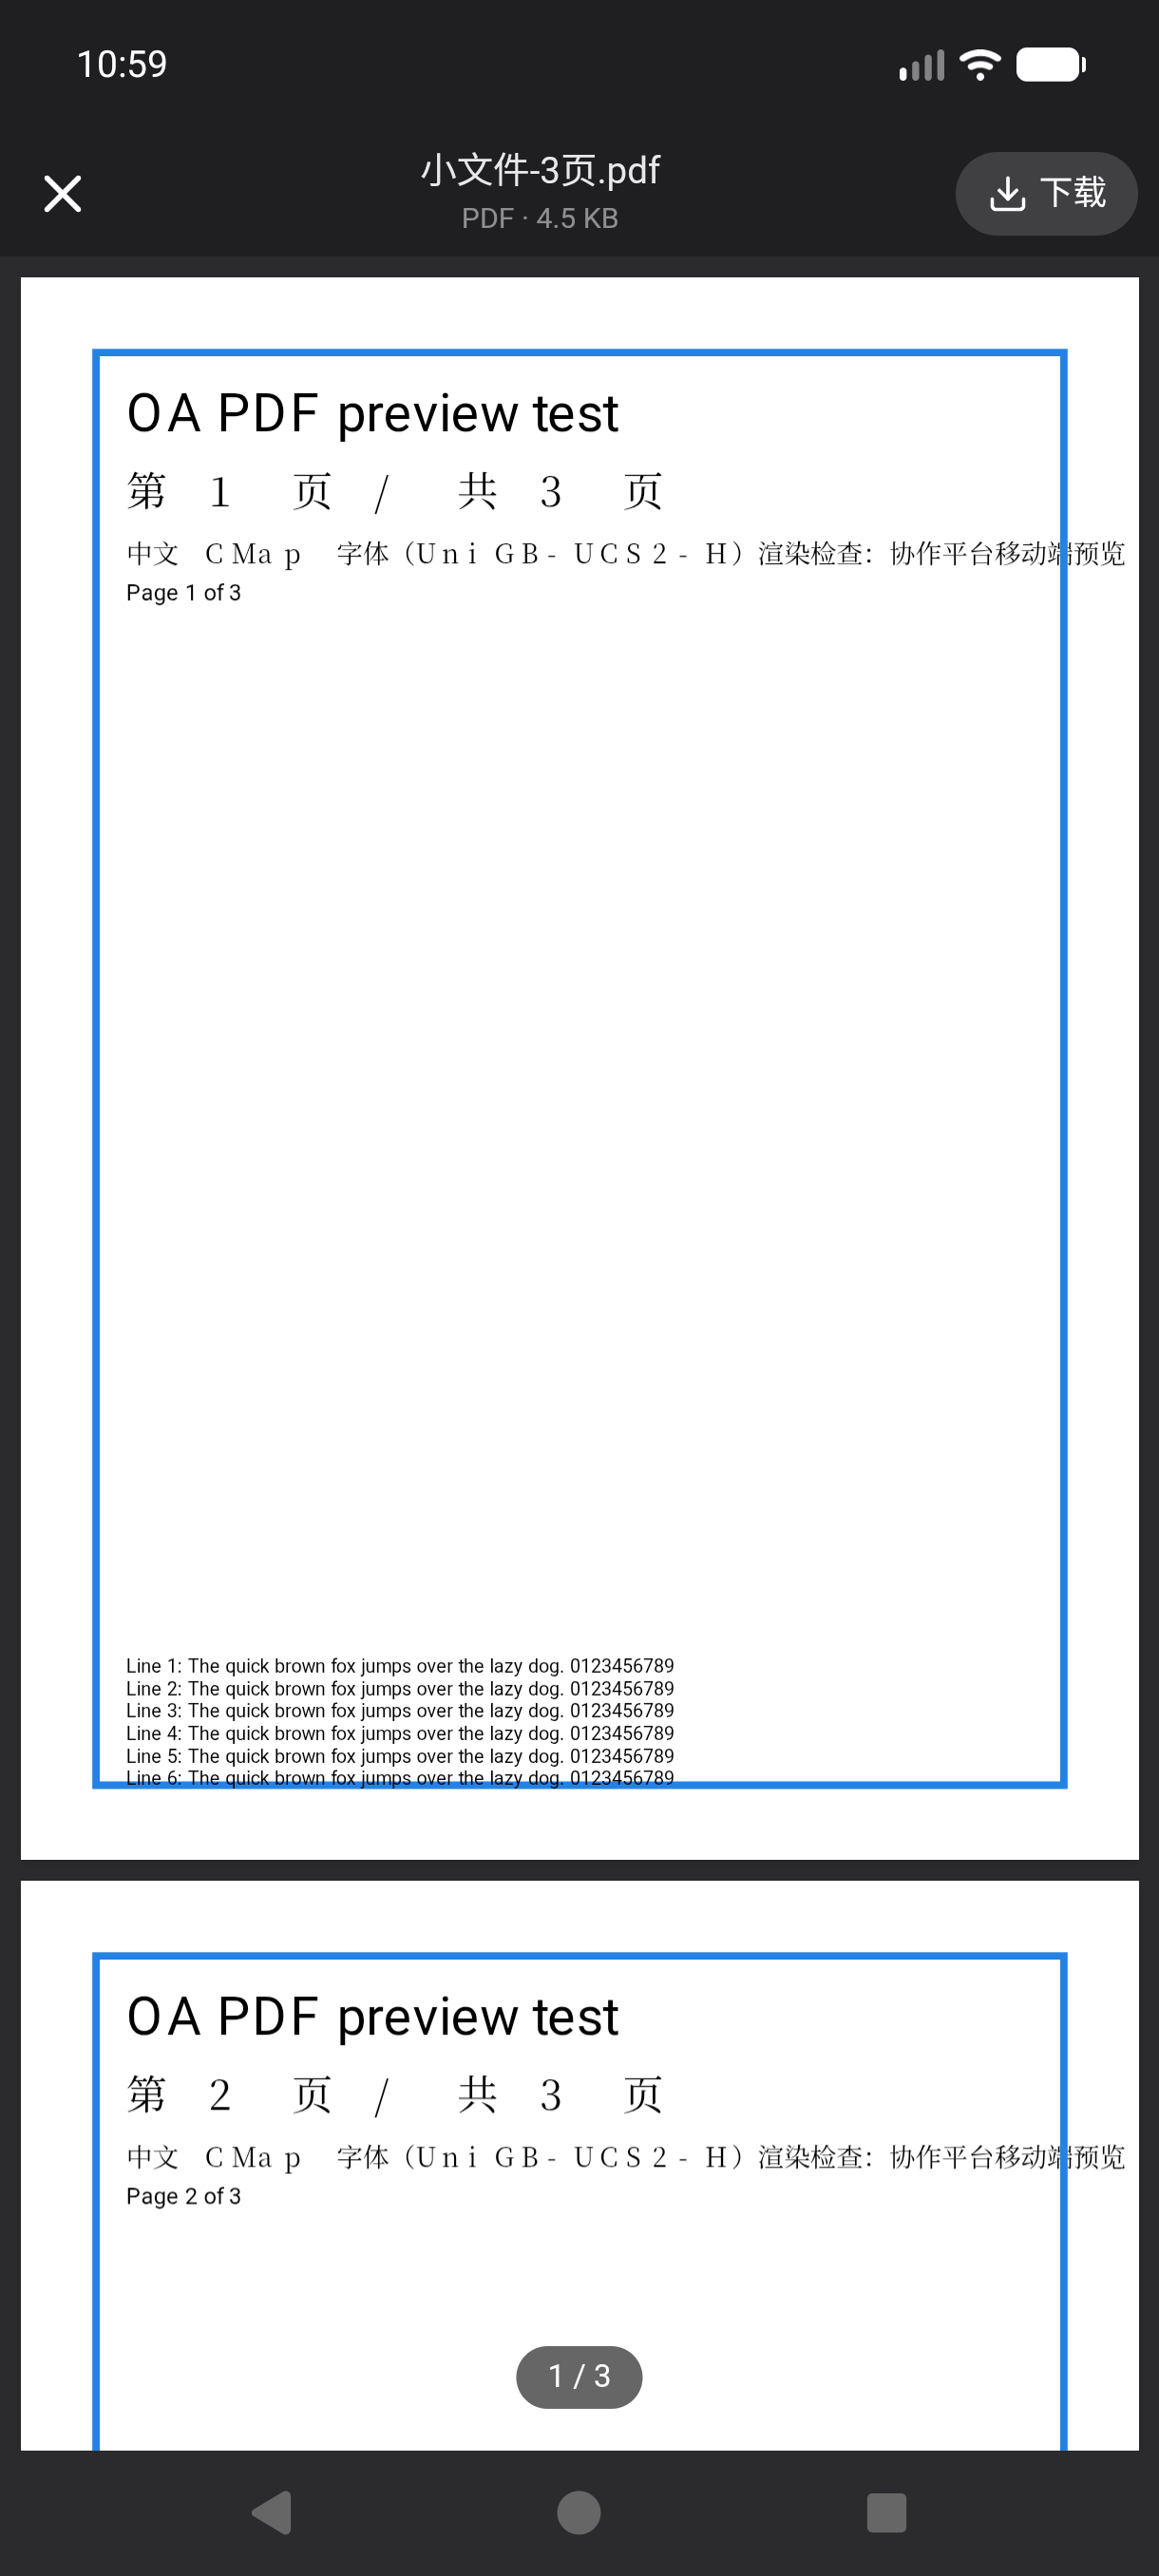 10:59
小文件-3页.pdf
PDF · 4.5 KB
下载
OA PDF preview test
第 1 页 / 共 3 页
中文 CMap 字体（UniGB-UCS2-H）渲染检查：协作平台移动端预览
Page 1 of 3
Line 1: The quick brown fox jumps over the lazy dog. 0123456789
Line 2: The quick brown fox jumps over the lazy dog. 0123456789
Line 3: The quick brown fox jumps over the lazy dog. 0123456789
Line 4: The quick brown fox jumps over the lazy dog. 0123456789
Line 5: The quick brown fox jumps over the lazy dog. 0123456789
Line 6: The quick brown fox jumps over the lazy dog. 0123456789
OA PDF preview test
第 2 页 / 共 3 页
中文 CMap 字体（UniGB-UCS2-H）渲染检查：协作平台移动端预览
Page 2 of 3
1 / 3